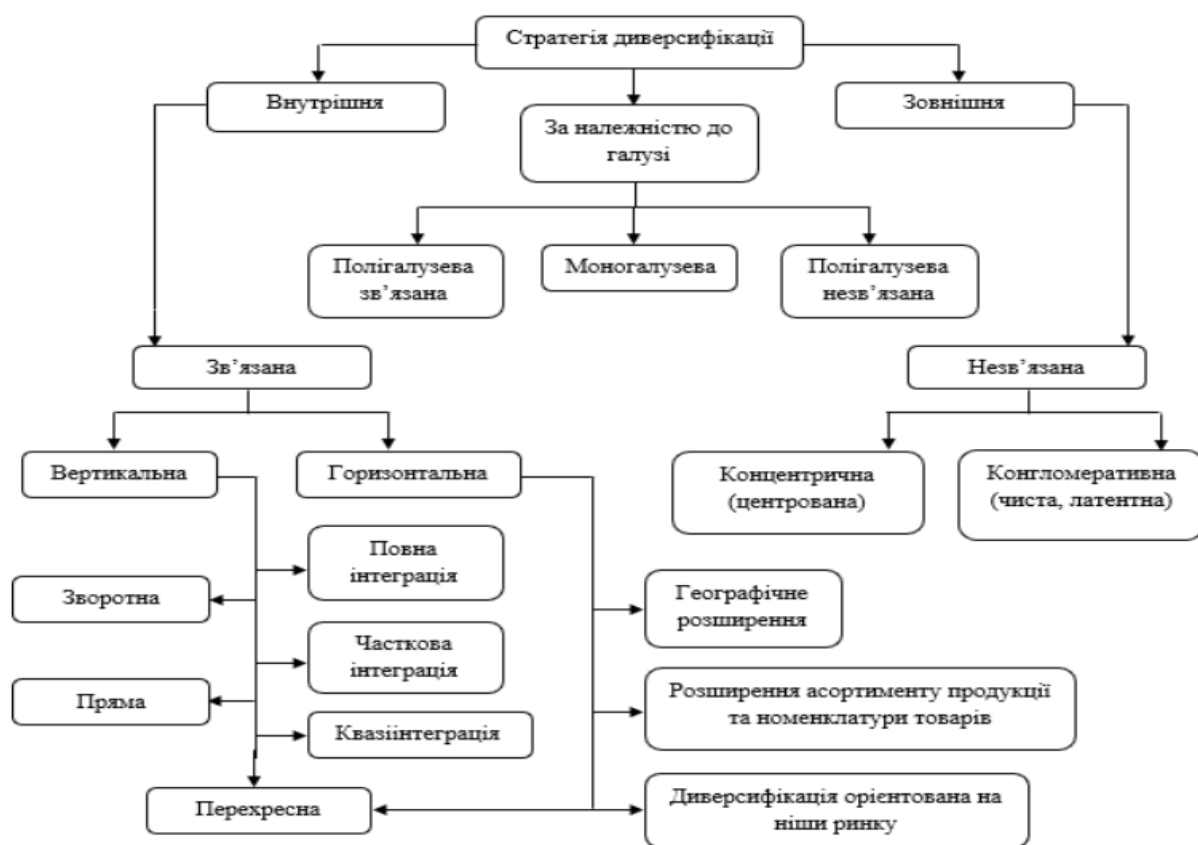 Стратегія диверсифікації
Внутрішня
Зовнішня
За належністю до
галузі
Полігалузева
зв’язана
Моногалузева
Полігалузева
незв’язана
Зв’язана
Незв’язана
Вертикальна
Горизонтальна
Концентрична
(центрована)
Конгломеративна
(чиста, латентна)
Повна
інтеграція
Зворотна
Географічне
розширення
Часткова
інтеграція
Пряма
Розширення асортименту продукції
та номенклатури товарів
Квазіінтеграція
Перехресна
Диверсифікація орієнтована на
ніши ринку